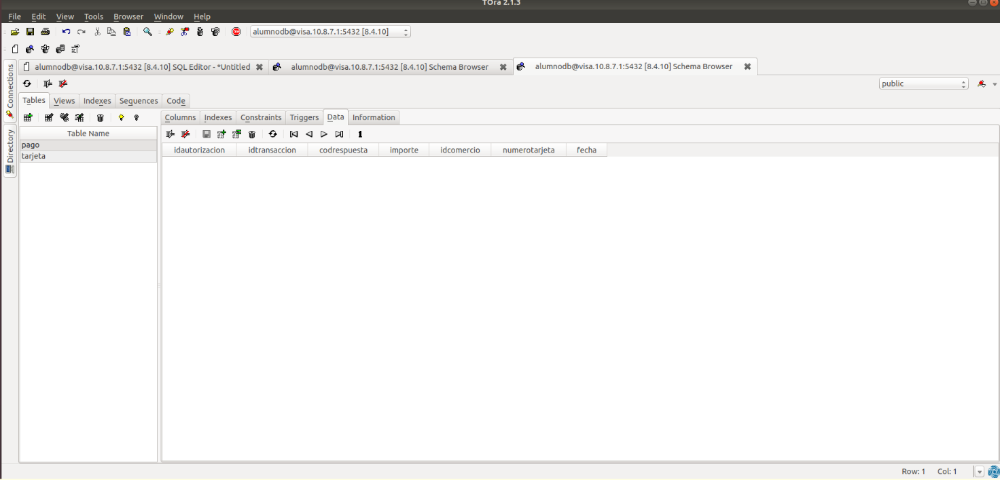 TOra 2.1.3
File Edit View Tools Browser Window Help
alumnodb@visa.10.8.7.1:5432 [8.4.10]
alumnodb@visa.10.8.7.1:5432 [8.4.10] SQL Editor - *Untitled alumnodb@visa.10.8.7.1:5432 [8.4.10] Schema Browser alumnodb@visa.10.8.7.1:5432 [8.4.10] Schema Browser
Connections
Directory
public
Tables Views Indexes Sequences Code
Columns Indexes Constraints Triggers Data Information
1
Table Name
pago
tarjeta
idautorizacion idtransaccion codrespuesta importe idcomercio numerotarjeta fecha
Row: 1 Col: 1